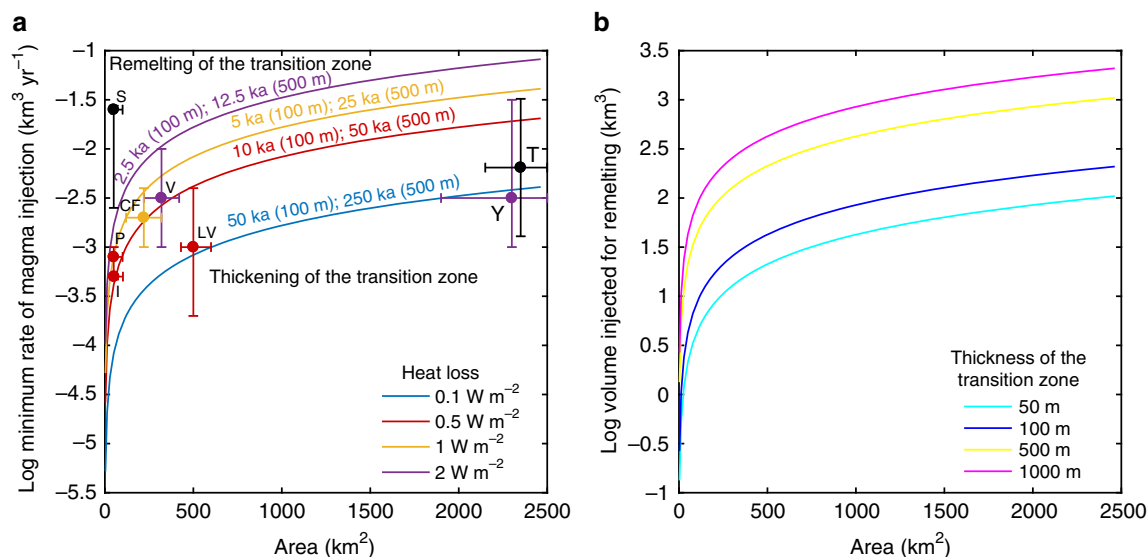 a
Log minimum rate of magma injection (km³ yr⁻¹)
−1
−1.5
−2
−2.5
−3
−3.5
−4
−4.5
−5
−5.5
Remelting of the transition zone
2.5 ka (100 m); 12.5 ka (500 m)
5 ka (100 m); 25 ka (500 m)
10 ka (100 m); 50 ka (500 m)
50 ka (100 m); 250 ka (500 m)
S
CF
V
P
I
LV
T
Y
Thickening of the transition zone
Heat loss
0.1 W m⁻²
0.5 W m⁻²
1 W m⁻²
2 W m⁻²
0 500 1000 1500 2000 2500
Area (km²)
b
Log volume injected for remelting (km³)
3.5
3
2.5
2
1.5
1
0.5
0
−0.5
−1
Thickness of the
transition zone
50 m
100 m
500 m
1000 m
0 500 1000 1500 2000 2500
Area (km²)